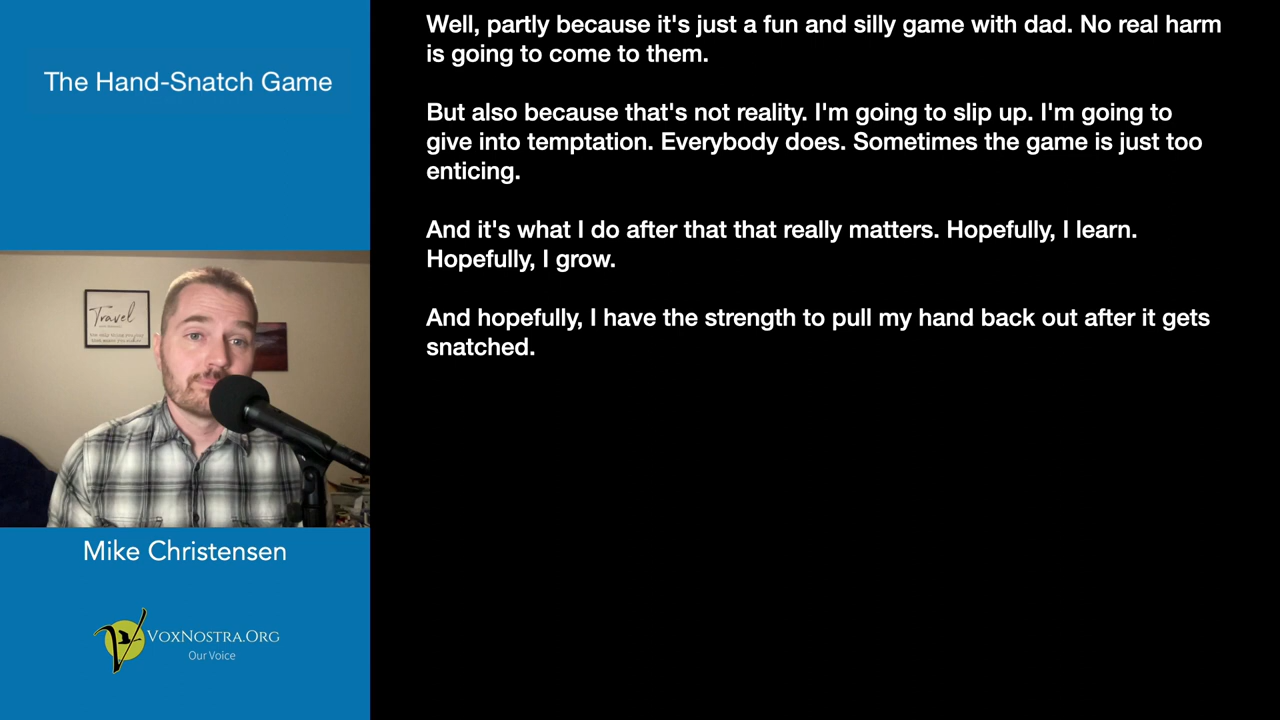 The Hand-Snatch Game
Well, partly because it's just a fun and silly game with dad. No real harm
is going to come to them.
But also because that's not reality. I'm going to slip up. I'm going to
give into temptation. Everybody does. Sometimes the game is just too
enticing.
And it's what I do after that that really matters. Hopefully, I learn.
Hopefully, I grow.
And hopefully, I have the strength to pull my hand back out after it gets
snatched.
Travel
Mike Christensen
VoxNostra.Org
Our Voice